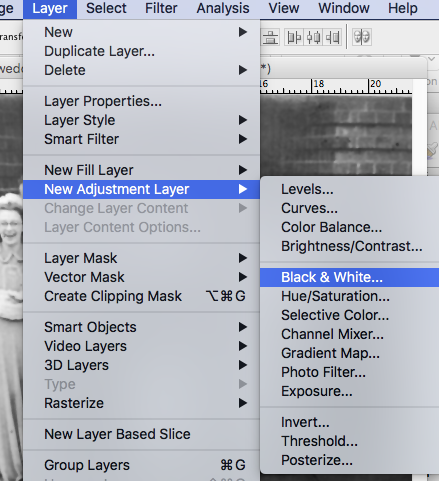 Layer Select Filter Analysis View Window Help
New
Duplicate Layer...
Delete
16 18 20
Layer Properties...
Layer Style
Smart Filter
New Fill Layer
New Adjustment Layer
Change Layer Content
Layer Content Options...
Layer Mask
Vector Mask
Create Clipping Mask ⌥⌘G
Smart Objects
Video Layers
3D Layers
Type
Rasterize
New Layer Based Slice
Group Layers ⌘G
Levels...
Curves...
Color Balance...
Brightness/Contrast...
Black & White...
Hue/Saturation...
Selective Color...
Channel Mixer...
Gradient Map...
Photo Filter...
Exposure...
Invert...
Threshold...
Posterize...